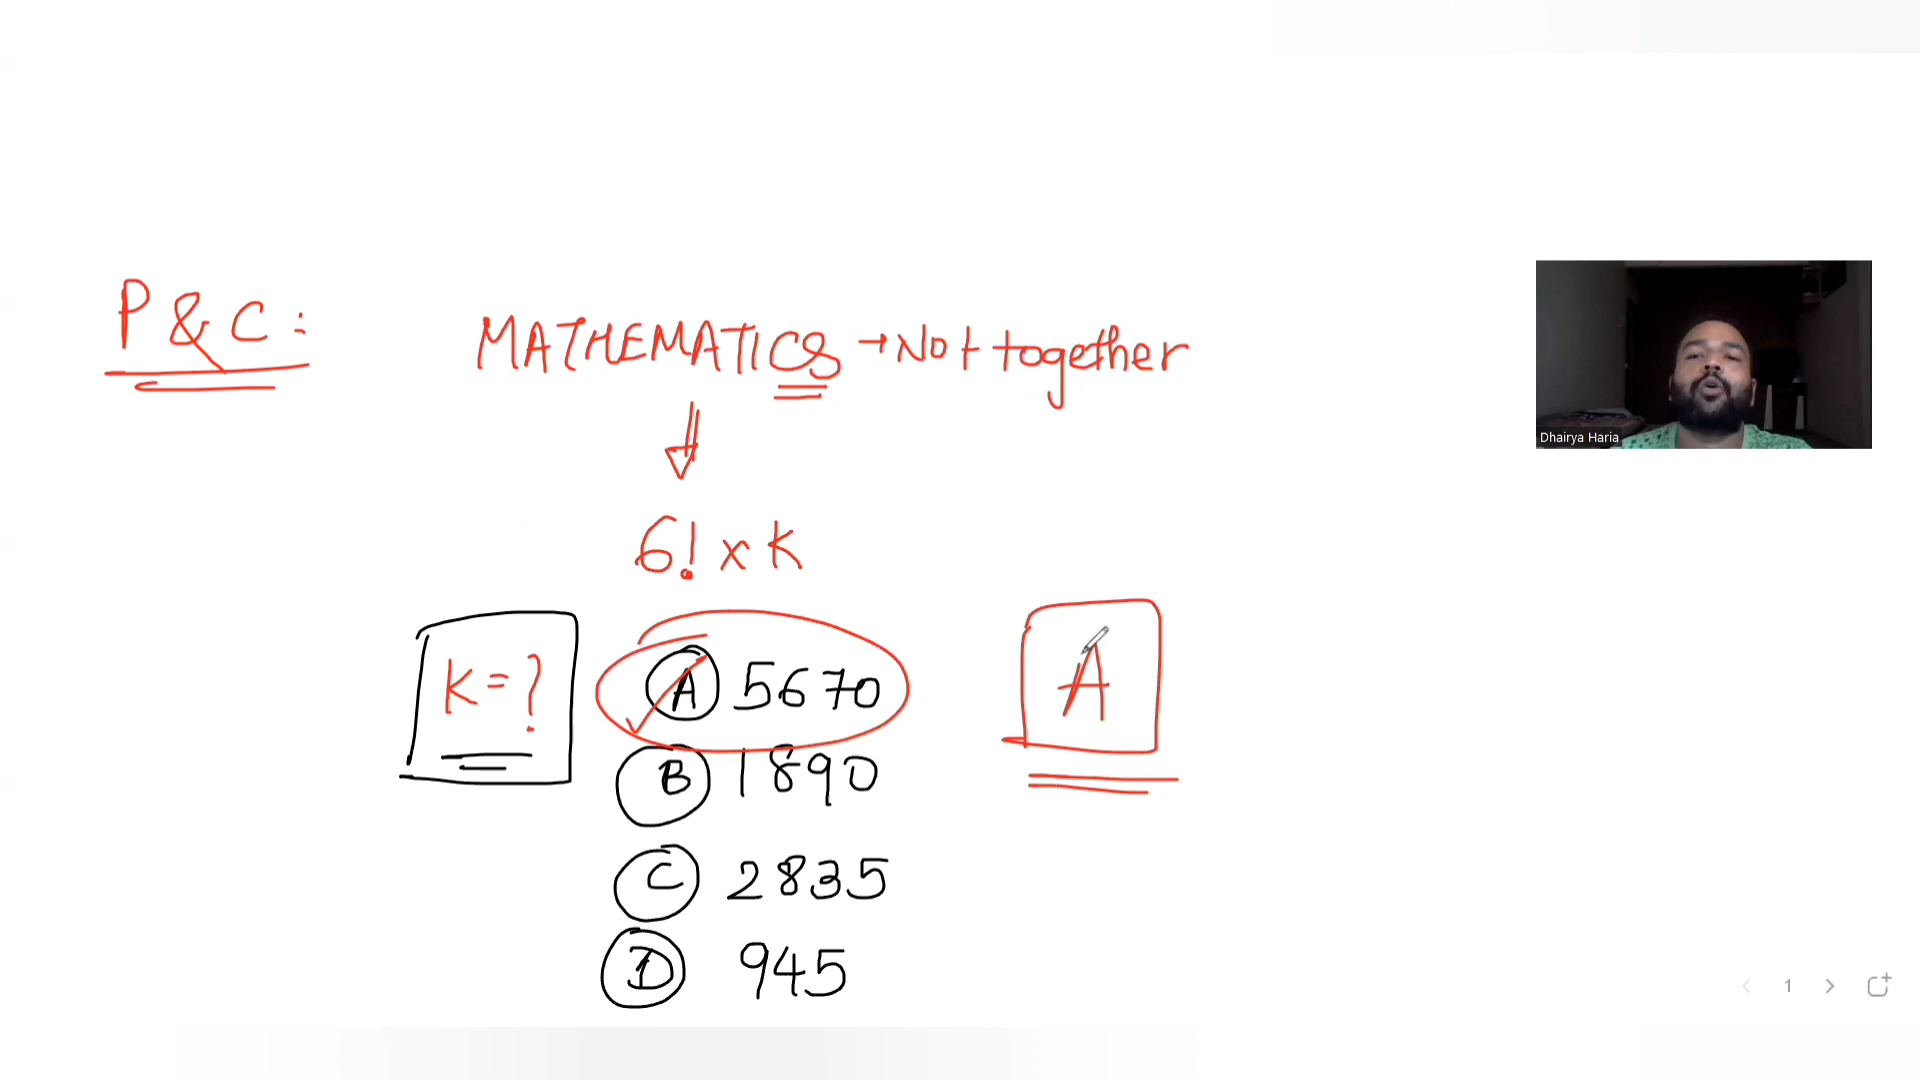 P & C :
MATHEMATICS → Not together
6! x K
K = ?
A 5670
A
B 1890
C 2835
D 945
Dhairya Haria
1